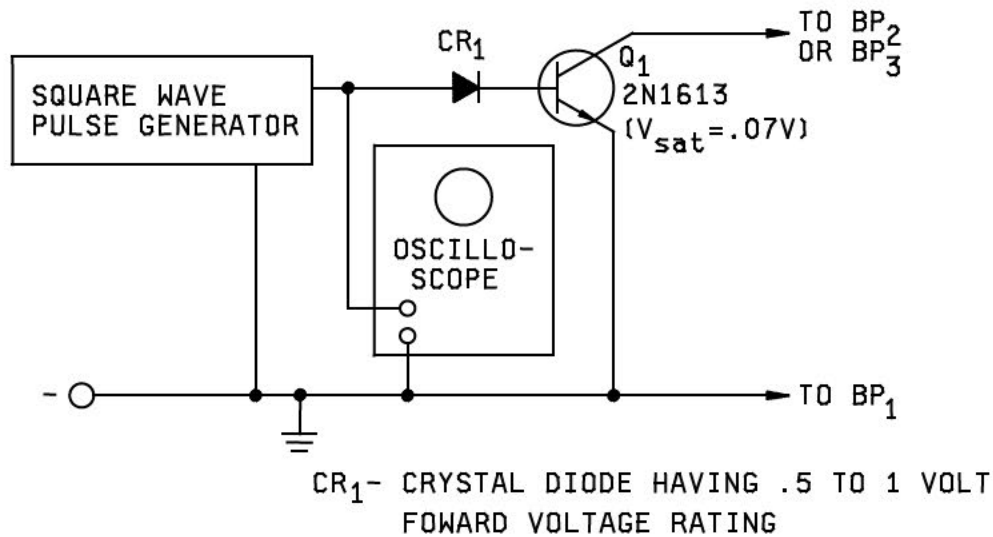 TO BP2
OR BP3
CR1
Q1
2N1613
(Vsat=.07V)
SQUARE WAVE
PULSE GENERATOR
OSCILLO-
SCOPE
-
TO BP1
CR1- CRYSTAL DIODE HAVING .5 TO 1 VOLT
FOWARD VOLTAGE RATING